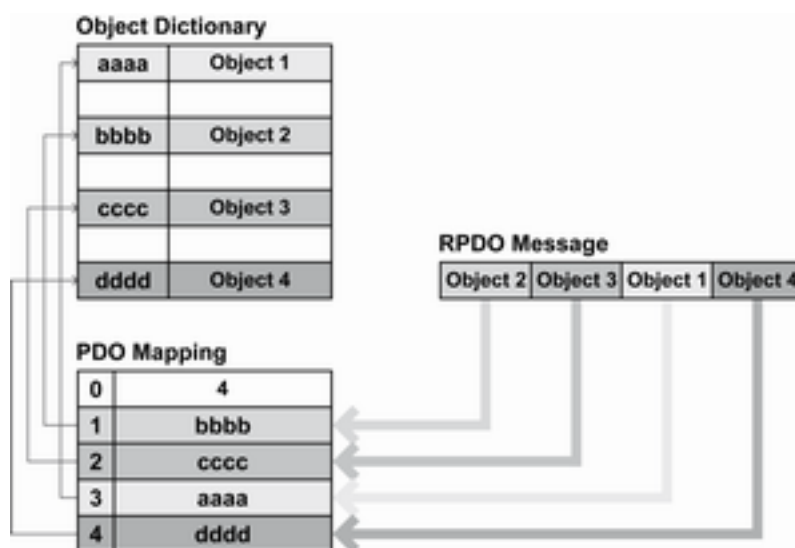 Object Dictionary
aaaa Object 1
bbbb Object 2
cccc Object 3
dddd Object 4
RPDO Message
Object 2 Object 3 Object 1 Object 4
PDO Mapping
0 4
1 bbbb
2 cccc
3 aaaa
4 dddd